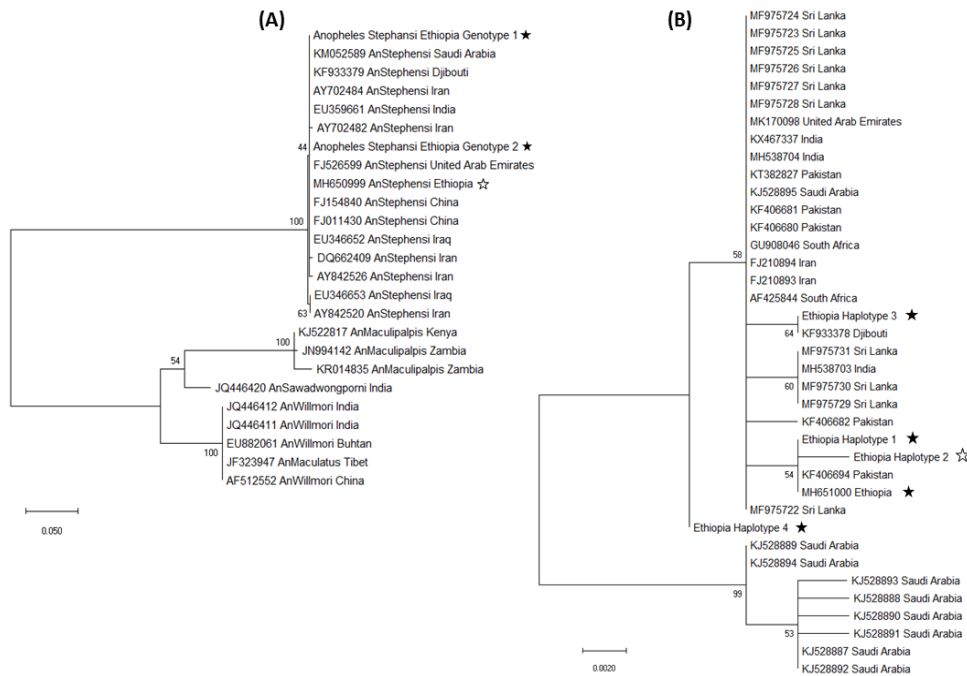 (A)
Anopheles Stephansi Ethiopia Genotype 1 ★
KM052589 AnStephensi Saudi Arabia
KF933379 AnStephensi Djibouti
AY702484 AnStephensi Iran
EU359661 AnStephensi India
AY702482 AnStephensi Iran
44
Anopheles Stephansi Ethiopia Genotype 2 ★
FJ526599 AnStephensi United Arab Emirates
MH650999 AnStephensi Ethiopia ☆
FJ154840 AnStephensi China
100
FJ011430 AnStephensi China
EU346652 AnStephensi Iraq
DQ662409 AnStephensi Iran
AY842526 AnStephensi Iran
EU346653 AnStephensi Iraq
63
AY842520 AnStephensi Iran
KJ522817 AnMaculipalpis Kenya
100
JN994142 AnMaculipalpis Zambia
54
KR014835 AnMaculipalpis Zambia
JQ446420 AnSawadwongporni India
JQ446412 AnWillmori India
JQ446411 AnWillmori India
EU882061 AnWillmori Buhtan
100
JF323947 AnMaculatus Tibet
AF512552 AnWillmori China
0.050
(B)
MF975724 Sri Lanka
MF975723 Sri Lanka
MF975725 Sri Lanka
MF975726 Sri Lanka
MF975727 Sri Lanka
MF975728 Sri Lanka
MK170098 United Arab Emirates
KX467337 India
MH538704 India
KT382827 Pakistan
KJ528895 Saudi Arabia
KF406681 Pakistan
KF406680 Pakistan
GU908046 South Africa
58
FJ210894 Iran
FJ210893 Iran
AF425844 South Africa
Ethiopia Haplotype 3 ★
64
KF933378 Djibouti
MF975731 Sri Lanka
MH538703 India
60
MF975730 Sri Lanka
MF975729 Sri Lanka
KF406682 Pakistan
Ethiopia Haplotype 1 ★
Ethiopia Haplotype 2 ☆
54
KF406694 Pakistan
MH651000 Ethiopia ★
MF975722 Sri Lanka
Ethiopia Haplotype 4 ★
KJ528889 Saudi Arabia
KJ528894 Saudi Arabia
99
KJ528893 Saudi Arabia
KJ528888 Saudi Arabia
KJ528890 Saudi Arabia
53
KJ528891 Saudi Arabia
KJ528887 Saudi Arabia
KJ528892 Saudi Arabia
0.0020